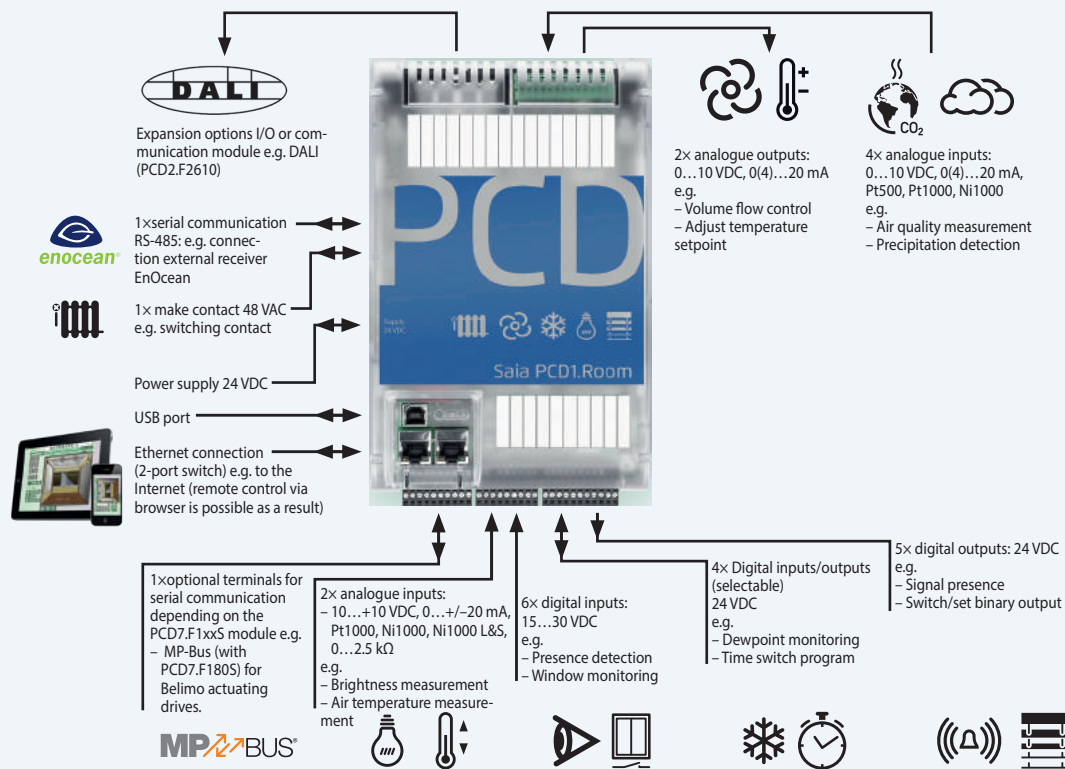 DALI
Expansion options I/O or com-
munication module e.g. DALI
(PCD2.F2610)
enocean®
1×serial communication
RS-485: e.g. connec-
tion external receiver
EnOcean
1× make contact 48 VAC
e.g. switching contact
Power supply 24 VDC
USB port
Ethernet connection
(2-port switch) e.g. to the
Internet (remote control via
browser is possible as a result)
PCD
Supply
24 VDC
Saia PCD1.Room
2× analogue outputs:
0…10 VDC, 0(4)…20 mA
e.g.
– Volume flow control
– Adjust temperature
setpoint
CO2
4× analogue inputs:
0…10 VDC, 0(4)…20 mA,
Pt500, Pt1000, Ni1000
e.g.
– Air quality measurement
– Precipitation detection
1×optional terminals for
serial communication
depending on the
PCD7.F1xxS module e.g.
– MP-Bus (with
PCD7.F180S) for
Belimo actuating
drives.
MP BUS®
2× analogue inputs:
– 10…+10 VDC, 0…+/–20 mA,
Pt1000, Ni1000, Ni1000 L&S,
0…2.5 kΩ
e.g.
– Brightness measurement
– Air temperature measure-
ment
6× digital inputs:
15…30 VDC
e.g.
– Presence detection
– Window monitoring
4× Digital inputs/outputs
(selectable)
24 VDC
e.g.
– Dewpoint monitoring
– Time switch program
5× digital outputs: 24 VDC
e.g.
– Signal presence
– Switch/set binary output